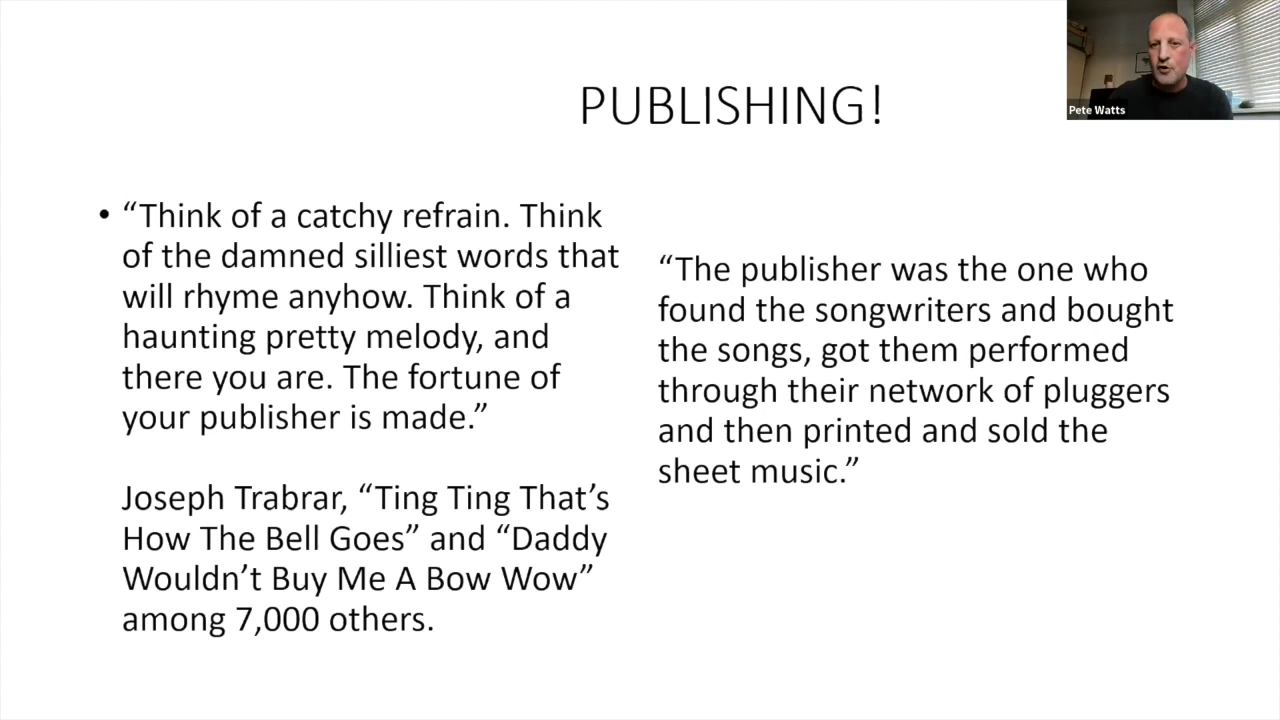 PUBLISHING!
Pete Watts
• “Think of a catchy refrain. Think
of the damned silliest words that
will rhyme anyhow. Think of a
haunting pretty melody, and
there you are. The fortune of
your publisher is made.”
Joseph Trabrar, “Ting Ting That’s
How The Bell Goes” and “Daddy
Wouldn’t Buy Me A Bow Wow”
among 7,000 others.
“The publisher was the one who
found the songwriters and bought
the songs, got them performed
through their network of pluggers
and then printed and sold the
sheet music.”